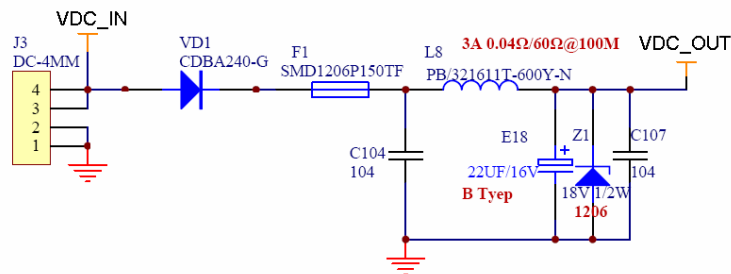 VDC_IN
J3
DC-4MM
4
3
2
1
VD1
CDBA240-G
F1
SMD1206P150TF
L8
3A 0.04Ω/60Ω@100M
PB/321611T-600Y-N
VDC_OUT
C104
104
E18
+
22UF/16V
B Tyep
Z1
18V 1/2W
1206
C107
104